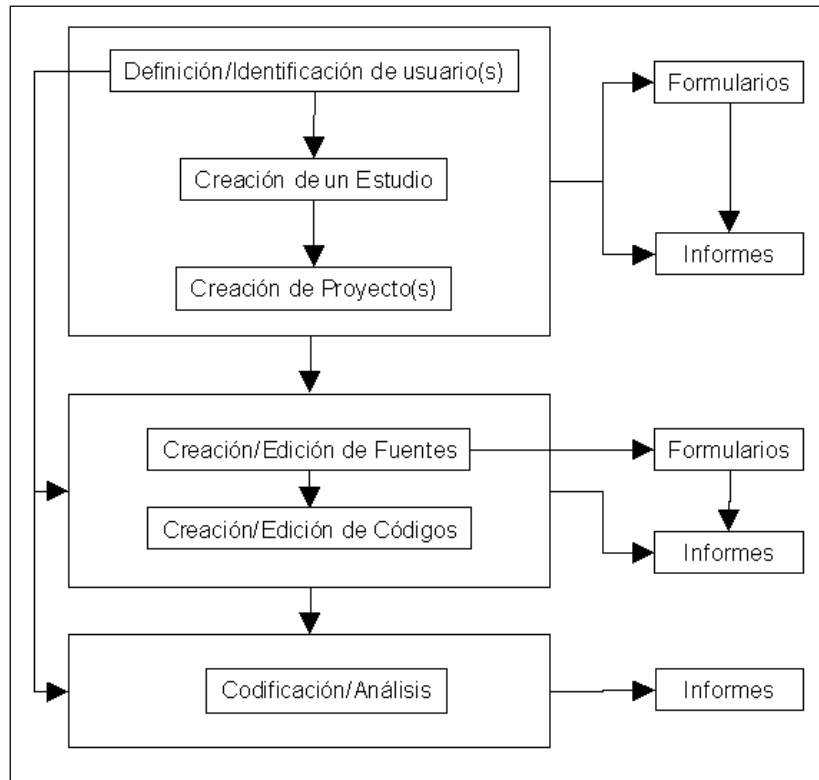 Definición/Identificación de usuario(s)
Formularios
Creación de un Estudio
Informes
Creación de Proyecto(s)
Creación/Edición de Fuentes
Formularios
Creación/Edición de Códigos
Informes
Codificación/Análisis
Informes